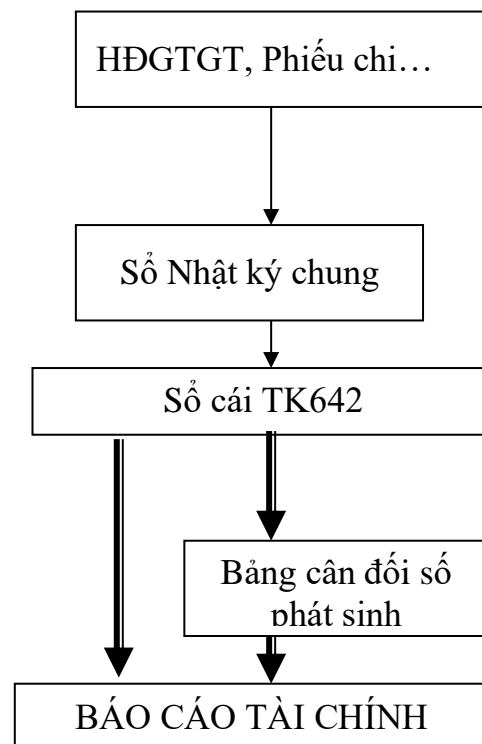 HĐGTGT, Phiếu chi…
Sổ Nhật ký chung
Sổ cái TK642
Bảng cân đối số
phát sinh
BÁO CÁO TÀI CHÍNH